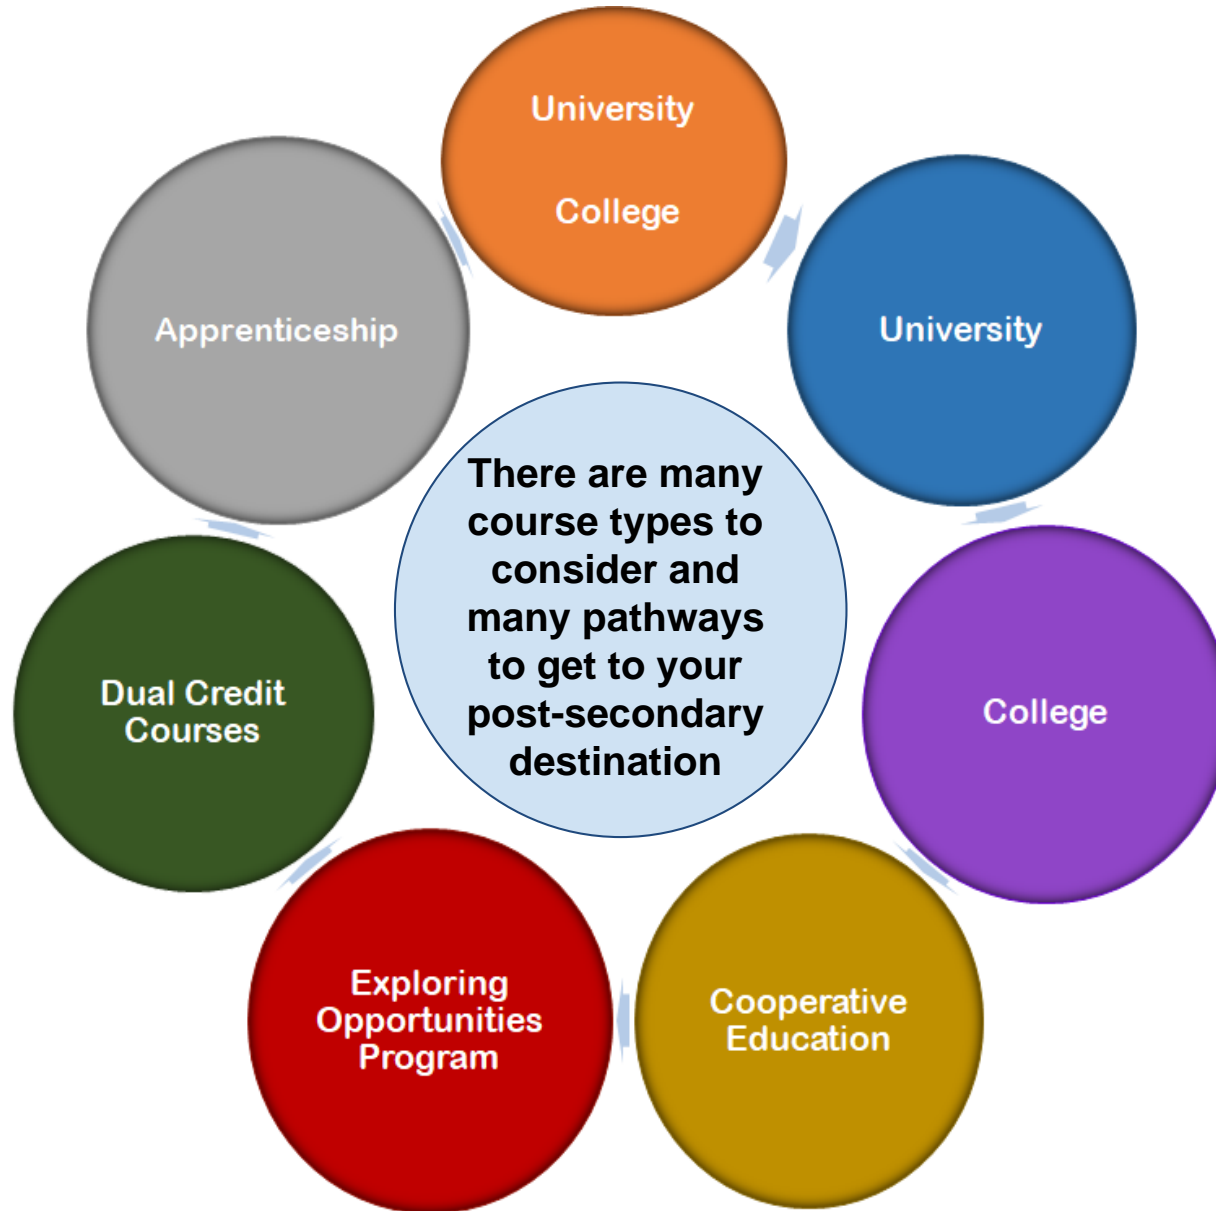 University
College
University
College
Cooperative
Education
Exploring
Opportunities
Program
Dual Credit
Courses
Apprenticeship
There are many
course types to
consider and
many pathways
to get to your
post-secondary
destination